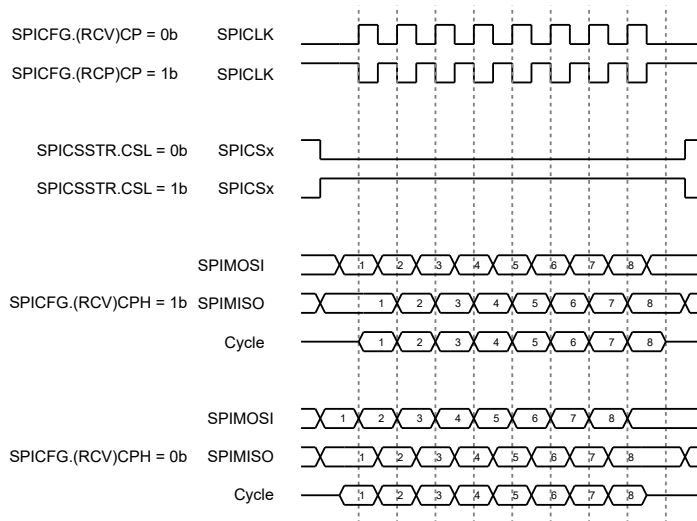 SPICFG.(RCV)CP = 0b SPICLK
SPICFG.(RCP)CP = 1b SPICLK
SPICSSTR.CSL = 0b SPICSx
SPICSSTR.CSL = 1b SPICSx
SPIMOSI 1 2 3 4 5 6 7 8
SPICFG.(RCV)CPH = 1b SPIMISO 1 2 3 4 5 6 7 8
Cycle 1 2 3 4 5 6 7 8
SPIMOSI 1 2 3 4 5 6 7 8
SPICFG.(RCV)CPH = 0b SPIMISO 1 2 3 4 5 6 7 8
Cycle 1 2 3 4 5 6 7 8